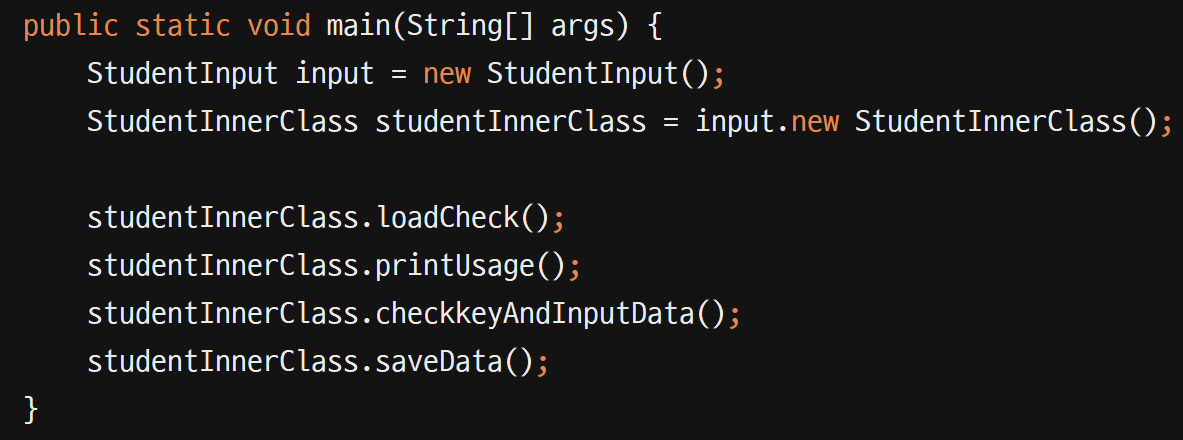 public static void main(String[] args) {
StudentInput input = new StudentInput();
StudentInnerClass studentInnerClass = input.new StudentInnerClass();
studentInnerClass.loadCheck();
studentInnerClass.printUsage();
studentInnerClass.checkkeyAndInputData();
studentInnerClass.saveData();
}